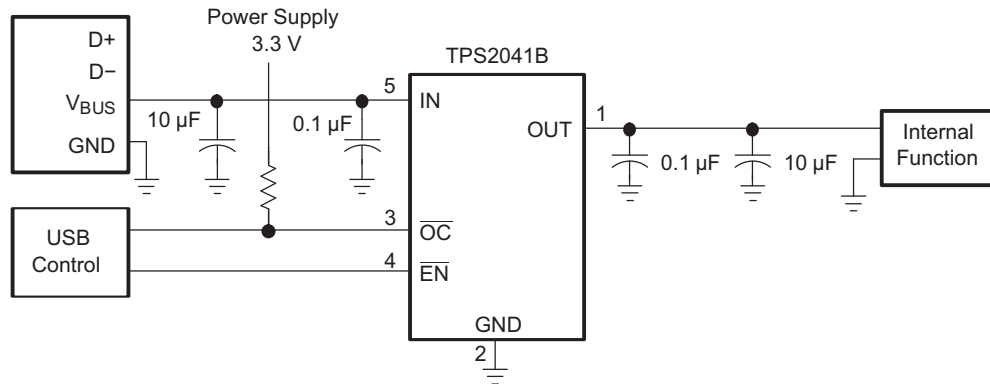 Power Supply
3.3 V
TPS2041B
D+
D−
VBUS
GND
10 µF
0.1 µF
5
IN
OUT
1
0.1 µF
10 µF
Internal
Function
USB
Control
3
OC
4
EN
GND
2